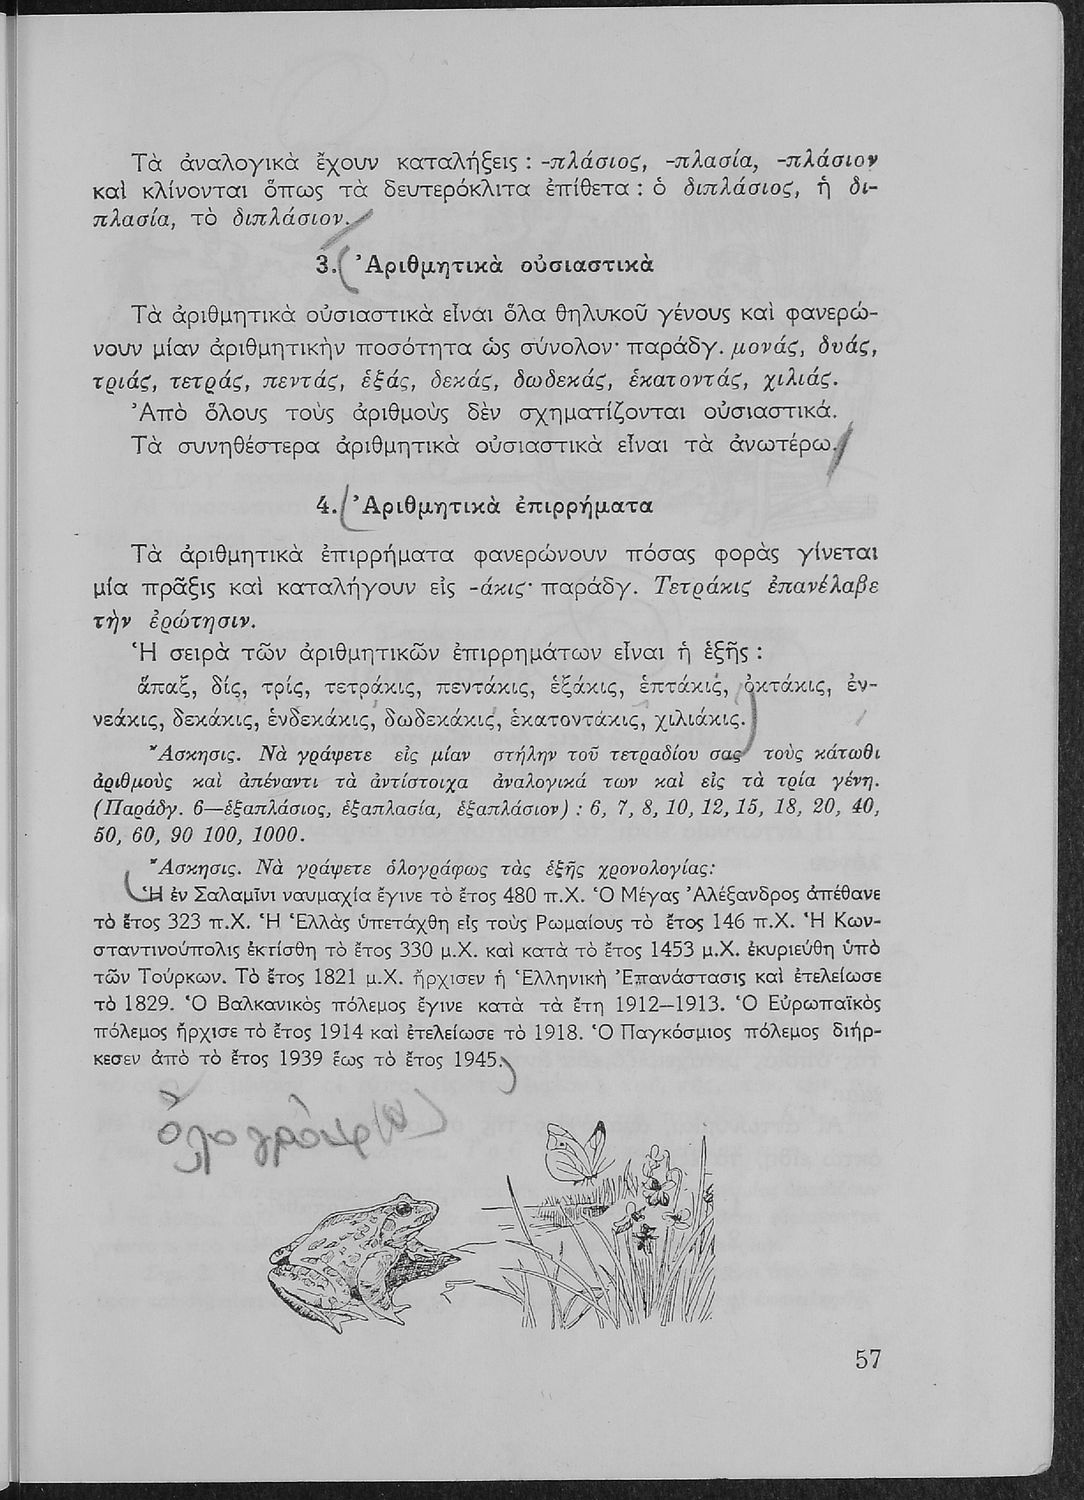 Τὰ ἀναλογικὰ ἔχουν καταλήξεις : -πλάσιος, -πλασία, -πλάσιον
καὶ κλίνονται ὅπως τὰ δευτερόκλιτα ἐπίθετα : ὁ διπλάσιος, ἡ δι-
πλασία, τὸ διπλάσιον.
3. Ἀριθμητικὰ οὐσιαστικὰ
Τὰ ἀριθμητικὰ οὐσιαστικὰ εἶναι ὅλα θηλυκοῦ γένους καὶ φανερώ-
νουν μίαν ἀριθμητικὴν ποσότητα ὡς σύνολον· παράδγ. μονάς, δυάς,
τριάς, τετράς, πεντάς, ἑξάς, δεκάς, δωδεκάς, ἑκατοντάς, χιλιάς.
Ἀπὸ ὅλους τοὺς ἀριθμοὺς δὲν σχηματίζονται οὐσιαστικά.
Τὰ συνηθέστερα ἀριθμητικὰ οὐσιαστικὰ εἶναι τὰ ἀνωτέρω.
4. Ἀριθμητικὰ ἐπιρρήματα
Τὰ ἀριθμητικὰ ἐπιρρήματα φανερώνουν πόσας φορὰς γίνεται
μία πρᾶξις καὶ καταλήγουν εἰς -άκις· παράδγ. Τετράκις ἐπανέλαβε
τὴν ἐρώτησιν.
Ἡ σειρὰ τῶν ἀριθμητικῶν ἐπιρρημάτων εἶναι ἡ ἑξῆς :
ἅπαξ, δίς, τρίς, τετράκις, πεντάκις, ἑξάκις, ἑπτάκις, ὀκτάκις, ἐν-
νεάκις, δεκάκις, ἑνδεκάκις, δωδεκάκις, ἑκατοντάκις, χιλιάκις.
Ἄσκησις. Νὰ γράψετε εἰς μίαν στήλην τοῦ τετραδίου σας τοὺς κάτωθι
ἀριθμοὺς καὶ ἀπέναντι τὰ ἀντίστοιχα ἀναλογικά των καὶ εἰς τὰ τρία γένη.
(Παράδγ. 6—ἑξαπλάσιος, ἑξαπλασία, ἑξαπλάσιον) : 6, 7, 8, 10, 12, 15, 18, 20, 40,
50, 60, 90 100, 1000.
Ἄσκησις. Νὰ γράψετε ὁλογράφως τὰς ἑξῆς χρονολογίας:
Ἡ ἐν Σαλαμῖνι ναυμαχία ἔγινε τὸ ἔτος 480 π.Χ. Ὁ Μέγας Ἀλέξανδρος ἀπέθανε
τὸ ἔτος 323 π.Χ. Ἡ Ἑλλὰς ὑπετάχθη εἰς τοὺς Ρωμαίους τὸ ἔτος 146 π.Χ. Ἡ Κων-
σταντινούπολις ἐκτίσθη τὸ ἔτος 330 μ.Χ. καὶ κατὰ τὸ ἔτος 1453 μ.Χ. ἐκυριεύθη ὑπὸ
τῶν Τούρκων. Τὸ ἔτος 1821 μ.Χ. ἤρχισεν ἡ Ἑλληνικὴ Ἐπανάστασις καὶ ἐτελείωσε
τὸ 1829. Ὁ Βαλκανικὸς πόλεμος ἔγινε κατὰ τὰ ἔτη 1912—1913. Ὁ Εὐρωπαϊκὸς
πόλεμος ἤρχισε τὸ ἔτος 1914 καὶ ἐτελείωσε τὸ 1918. Ὁ Παγκόσμιος πόλεμος διήρ-
κεσεν ἀπὸ τὸ ἔτος 1939 ἕως τὸ ἔτος 1945.
57